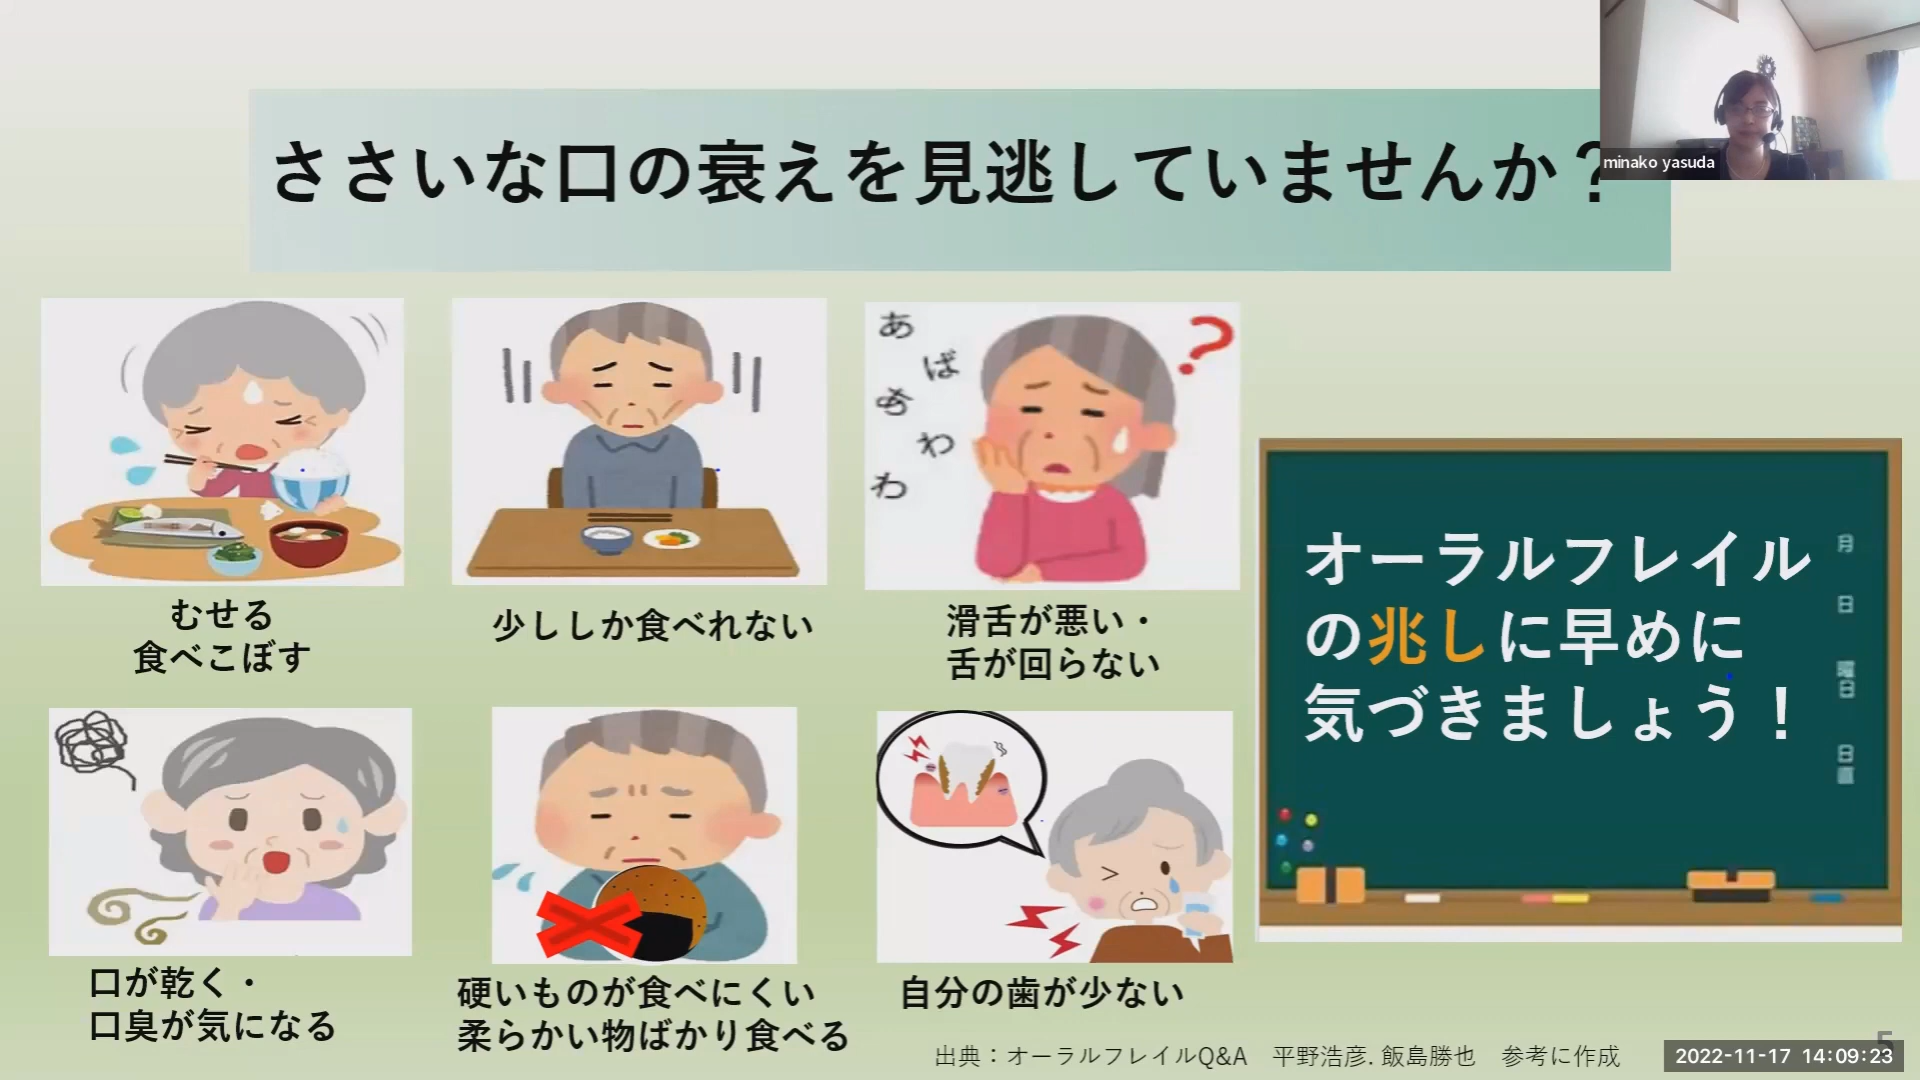 ささいな口の衰えを見逃していませんか？
minako yasuda
あ
ば
わ
わ
むせる
食べこぼす
少ししか食べれない
滑舌が悪い・
舌が回らない
オーラルフレイル
の兆しに早めに
気づきましょう！
月
日
曜日
日直
口が乾く・
口臭が気になる
硬いものが食べにくい
柔らかい物ばかり食べる
自分の歯が少ない
出典：オーラルフレイルQ&A　平野浩彦. 飯島勝也　参考に作成
5
2022-11-17 14:09:23